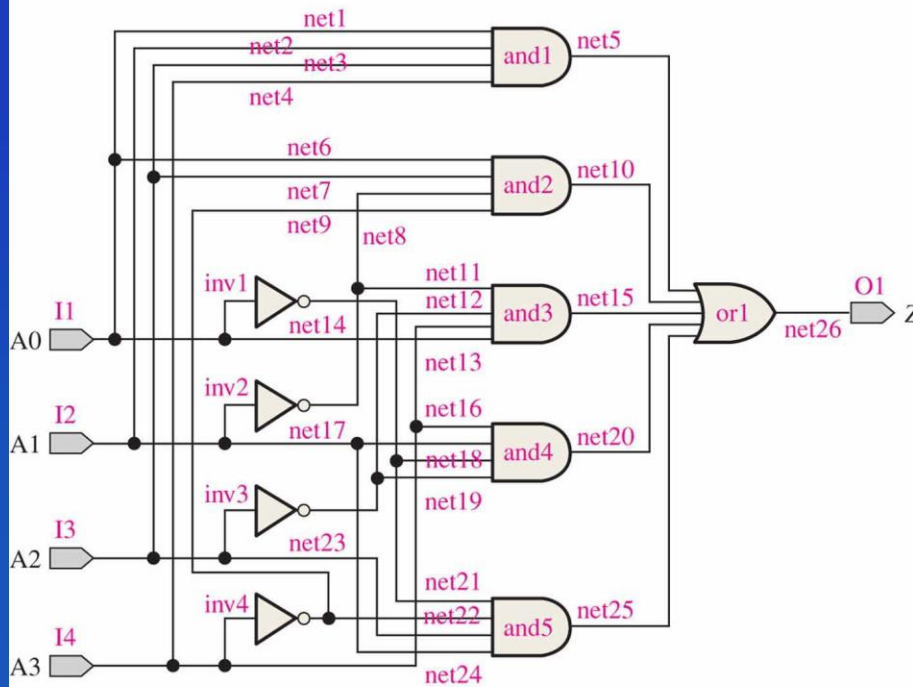 net1
net2
net3
net4
and1
net5
net6
net7
net9
and2
net10
net8
inv1
net11
net12
and3
net15
I1
A0
net14
net13
or1
O1
Z
net26
inv2
I2
A1
net17
net16
net18
net19
and4
net20
inv3
I3
A2
net23
inv4
net21
net22
and5
net25
I4
A3
net24